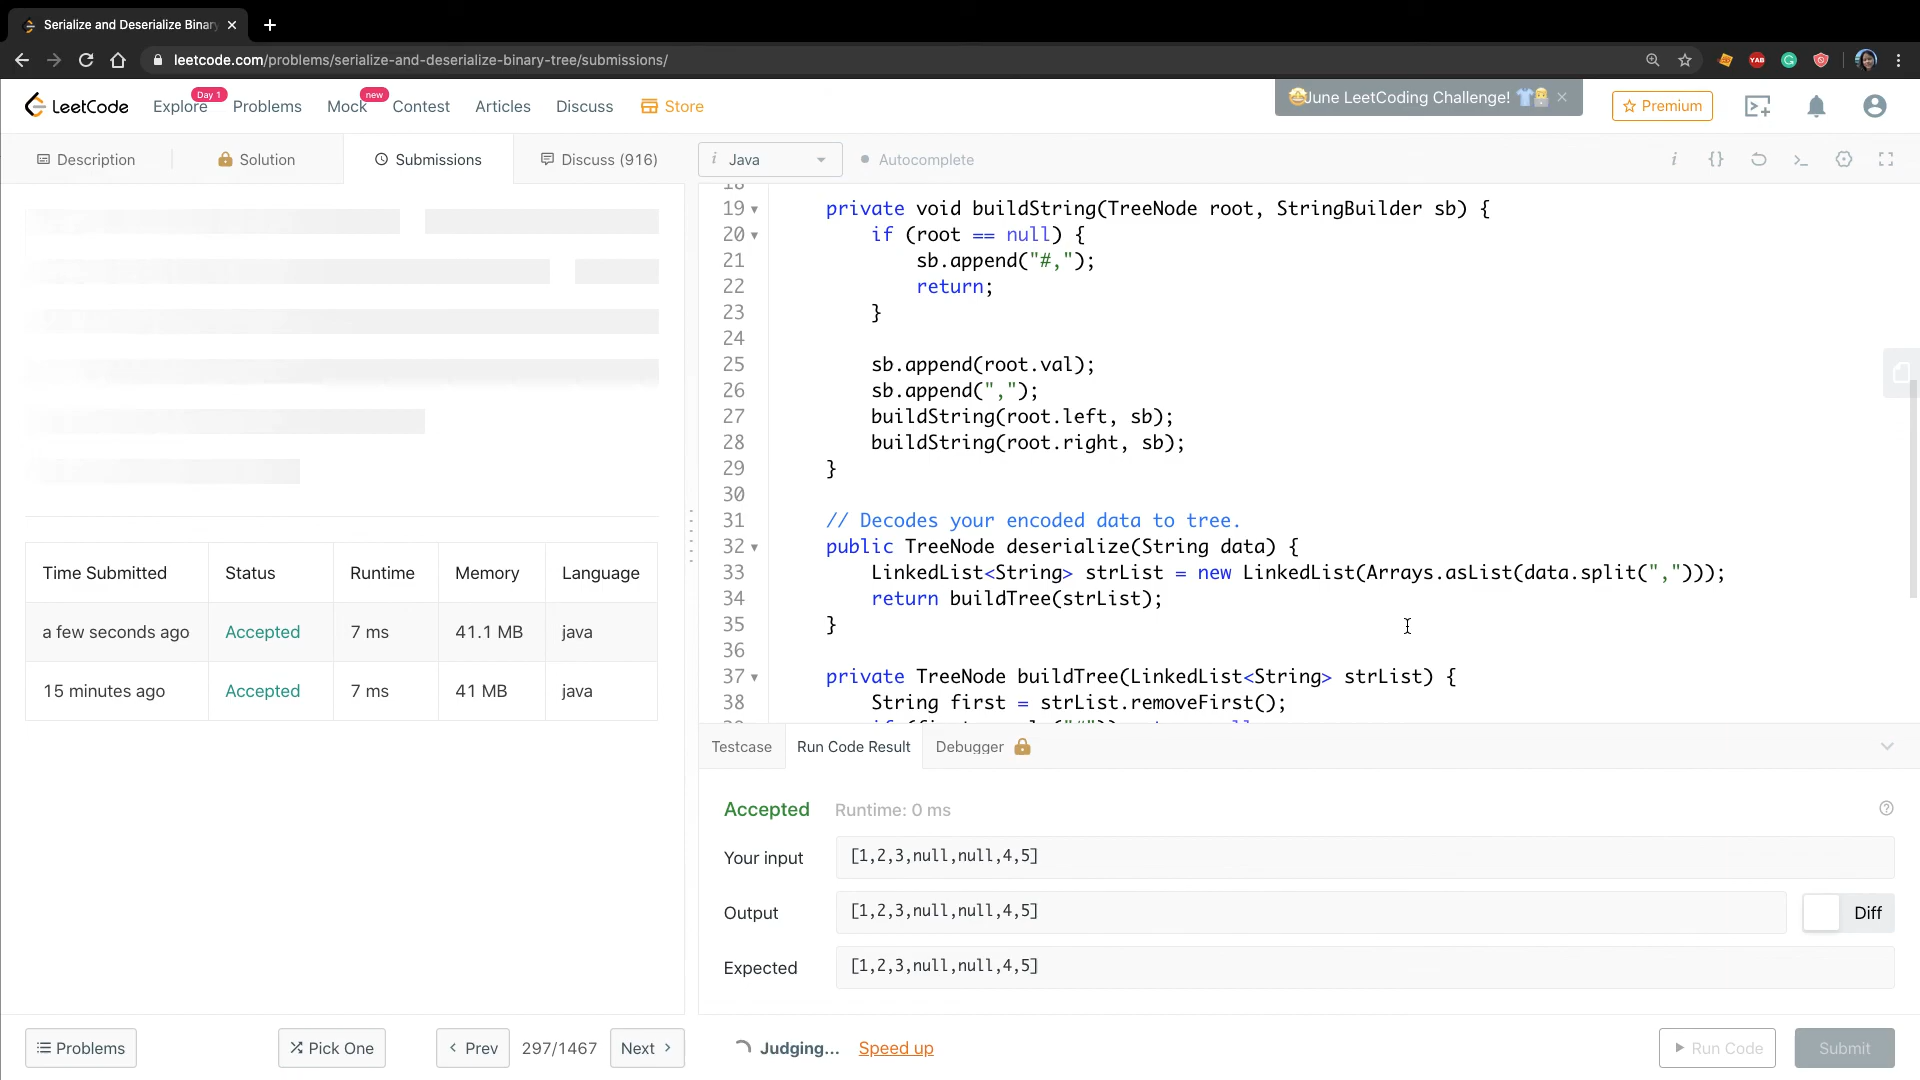 Serialize and Deserialize Binary
leetcode.com/problems/serialize-and-deserialize-binary-tree/submissions/
YAB
LeetCode
Explore
Day 1
Problems
Mock
new
Contest
Articles
Discuss
Store
🤩June LeetCoding Challenge!
Premium
Description
Solution
Submissions
Discuss (916)
i Java
Autocomplete
18
19 private void buildString(TreeNode root, StringBuilder sb) {
20 if (root == null) {
21 sb.append("#,");
22 return;
23 }
24
25 sb.append(root.val);
26 sb.append(",");
27 buildString(root.left, sb);
28 buildString(root.right, sb);
29 }
30
31 // Decodes your encoded data to tree.
32 public TreeNode deserialize(String data) {
33 LinkedList<String> strList = new LinkedList(Arrays.asList(data.split(",")));
34 return buildTree(strList);
35 }
36
37 private TreeNode buildTree(LinkedList<String> strList) {
38 String first = strList.removeFirst();
Time Submitted Status Runtime Memory Language
a few seconds ago Accepted 7 ms 41.1 MB java
15 minutes ago Accepted 7 ms 41 MB java
Testcase
Run Code Result
Debugger
Accepted Runtime: 0 ms
Your input [1,2,3,null,null,4,5]
Output [1,2,3,null,null,4,5]
Diff
Expected [1,2,3,null,null,4,5]
Problems
Pick One
Prev
297/1467
Next
Judging...
Speed up
Run Code
Submit